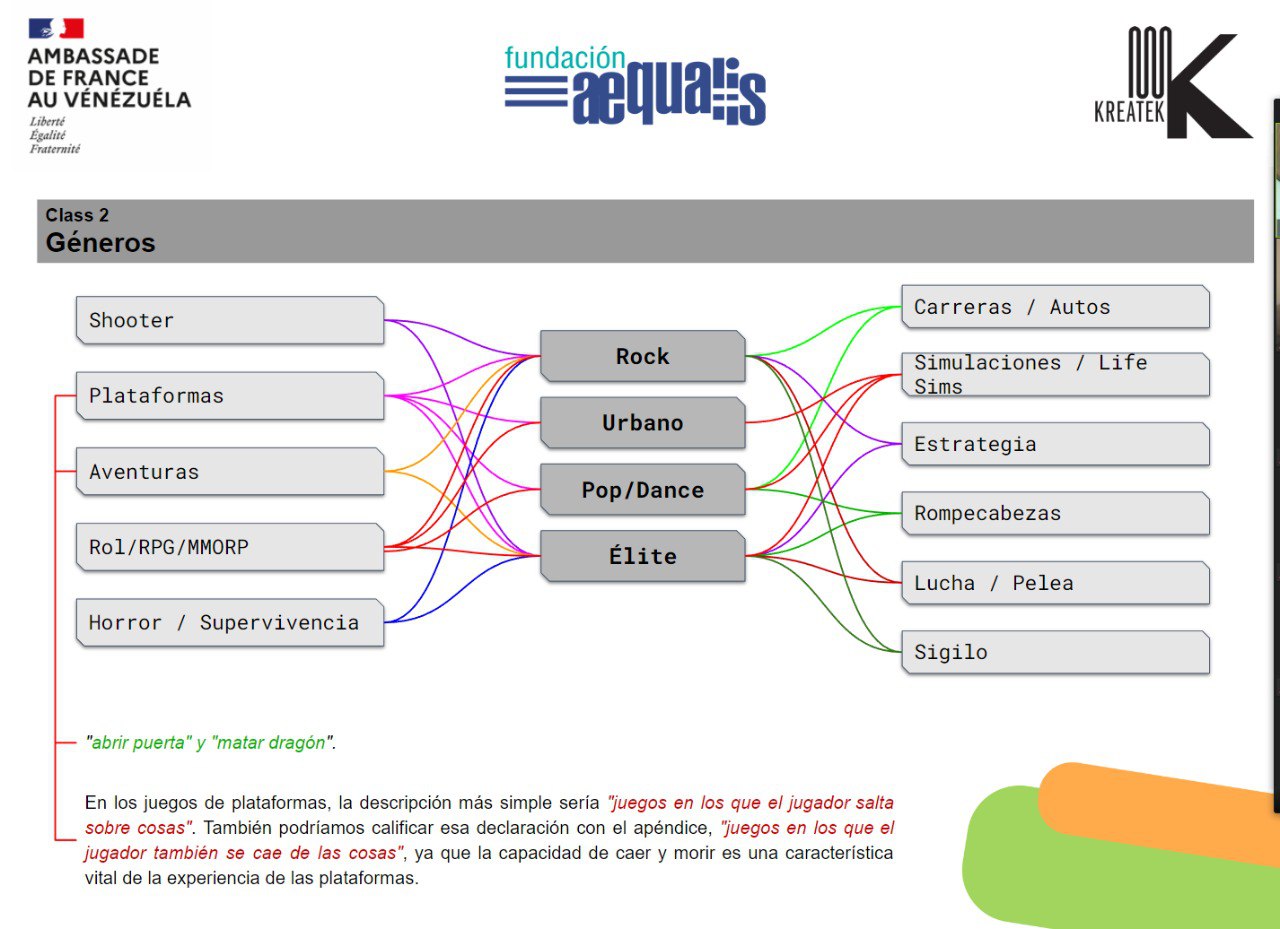 AMBASSADE
DE FRANCE
AU VÉNÉZUÉLA
Liberté
Égalité
Fraternité
fundación
aequalis
KREATEK
Class 2
Géneros
Shooter
Plataformas
Aventuras
Rol/RPG/MMORP
Horror / Supervivencia
Rock
Urbano
Pop/Dance
Élite
Carreras / Autos
Simulaciones / Life
Sims
Estrategia
Rompecabezas
Lucha / Pelea
Sigilo
"abrir puerta" y "matar dragón".
En los juegos de plataformas, la descripción más simple sería "juegos en los que el jugador salta
sobre cosas". También podríamos calificar esa declaración con el apéndice, "juegos en los que el
jugador también se cae de las cosas", ya que la capacidad de caer y morir es una característica
vital de la experiencia de las plataformas.